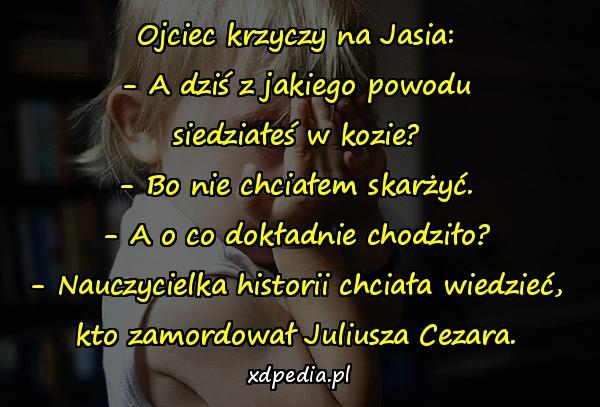 Ojciec krzyczy na Jasia:
- A dziś z jakiego powodu
siedziałeś w kozie?
- Bo nie chciałem skarżyć.
- A o co dokładnie chodziło?
- Nauczycielka historii chciała wiedzieć,
kto zamordował Juliusza Cezara.
xdpedia.pl